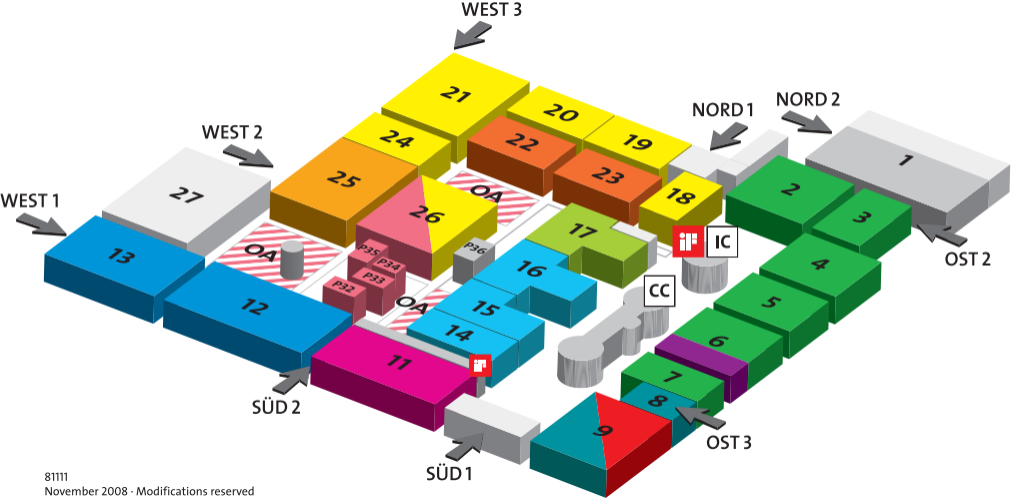 WEST 3
21
20
NORD 2
NORD 1
WEST 2
24
22
19
1
25
23
27
OA
18
2
WEST 1
26
3
17
iF
IC
13
OA
P35
P36
OST 2
P34
16
4
P33
P32
CC
12
OA
15
5
14
6
11
iF
7
8
SÜD 2
9
OST 3
SÜD 1
81111
November 2008 · Modifications reserved